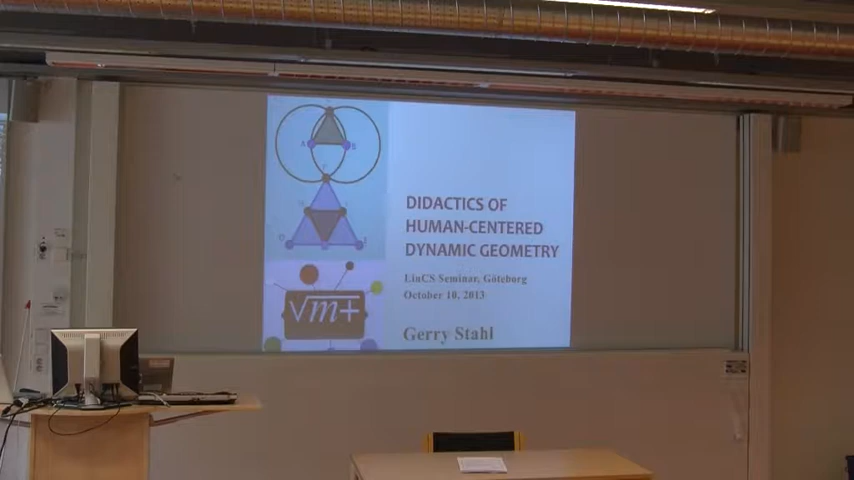 DIDACTICS OF
HUMAN-CENTERED
DYNAMIC GEOMETRY
LinCS Seminar, Göteborg
October 10, 2013
Gerry Stahl
√m+
A
B